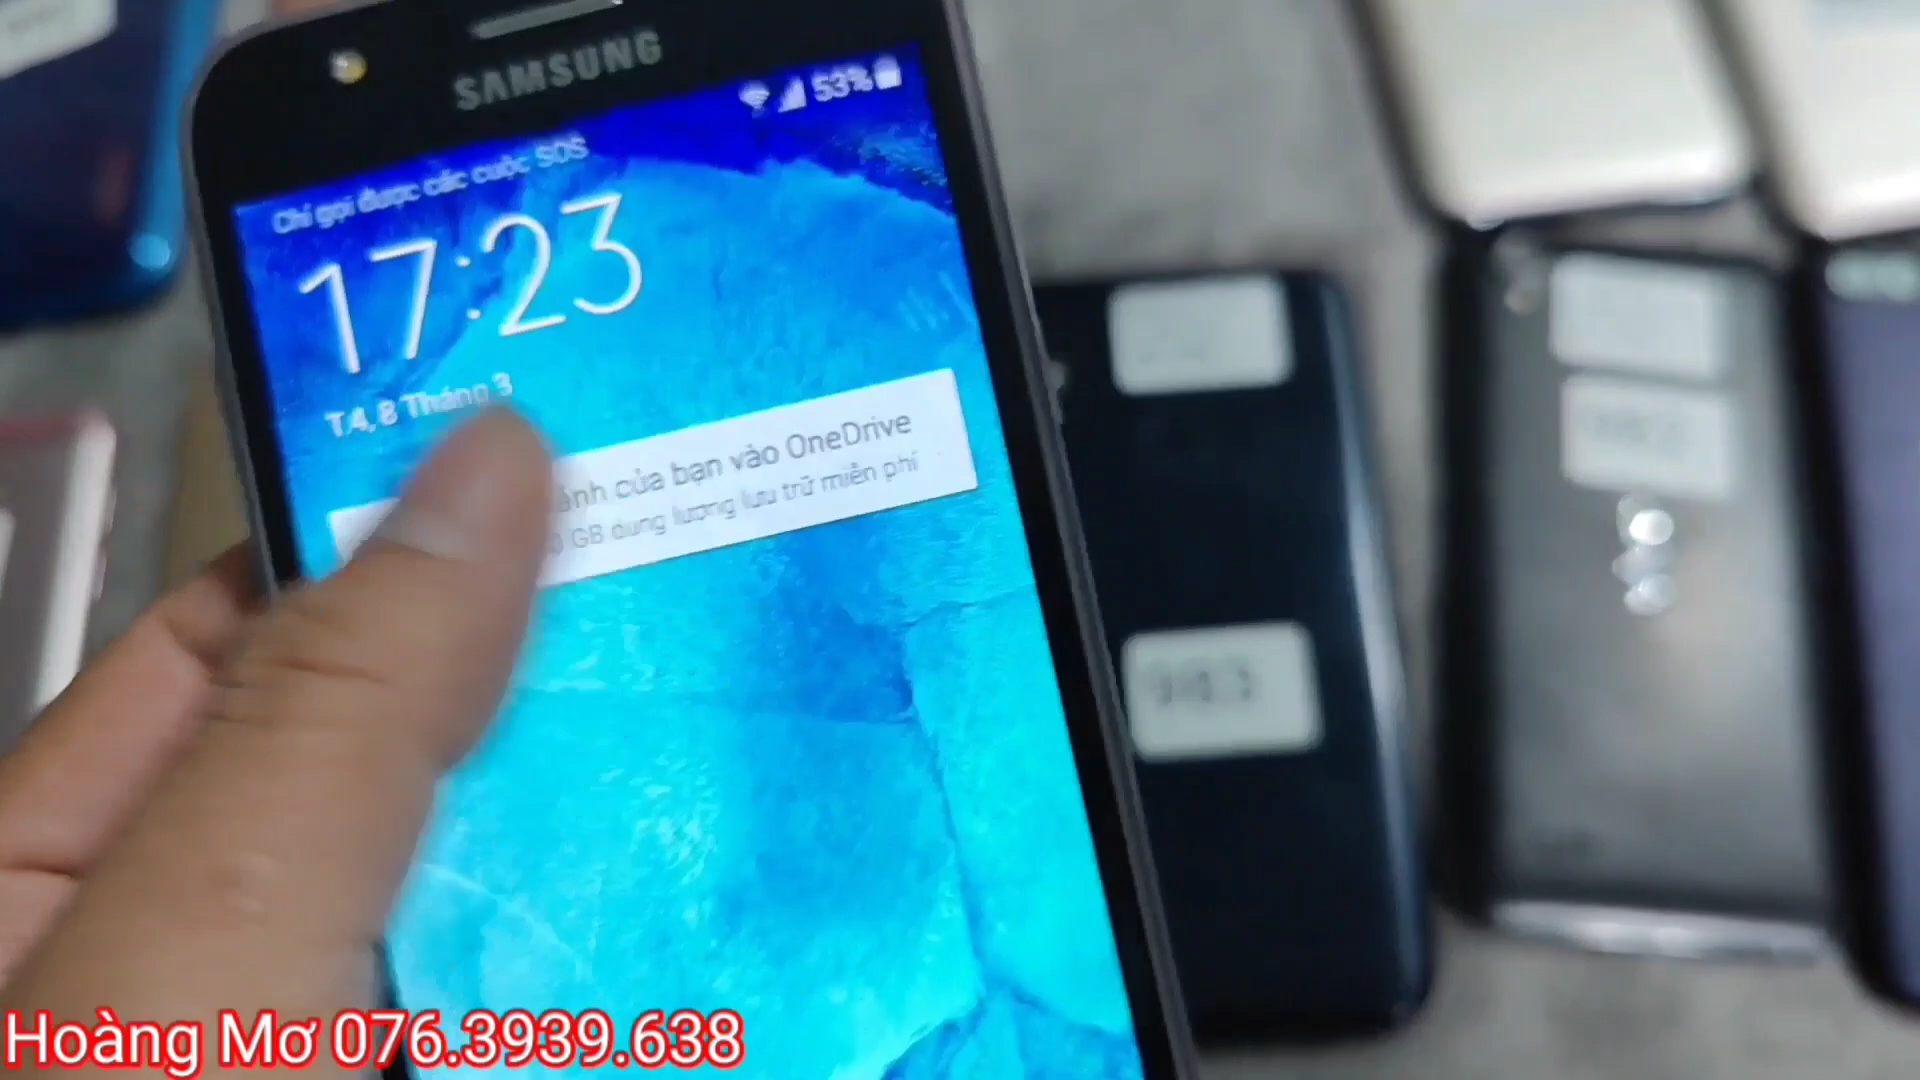 SAMSUNG
53%
Chỉ gọi được các cuộc SOS
17:23
T.4, 8 Tháng 3
ảnh của bạn vào OneDrive
GB dung lượng lưu trữ miễn phí
Hoàng Mơ 076.3939.638